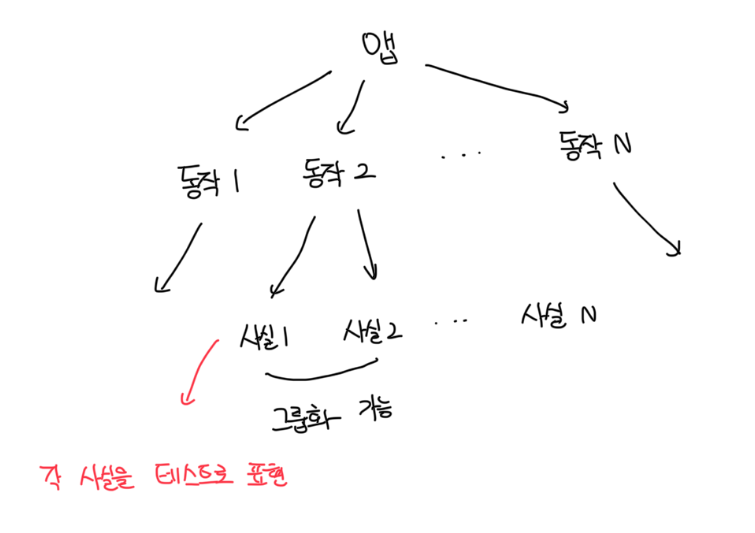 앱
동작 1 동작 2 ... 동작 N
사실1 사실2 ... 사실 N
그룹화 가능
각 사실을 테스트로 표현